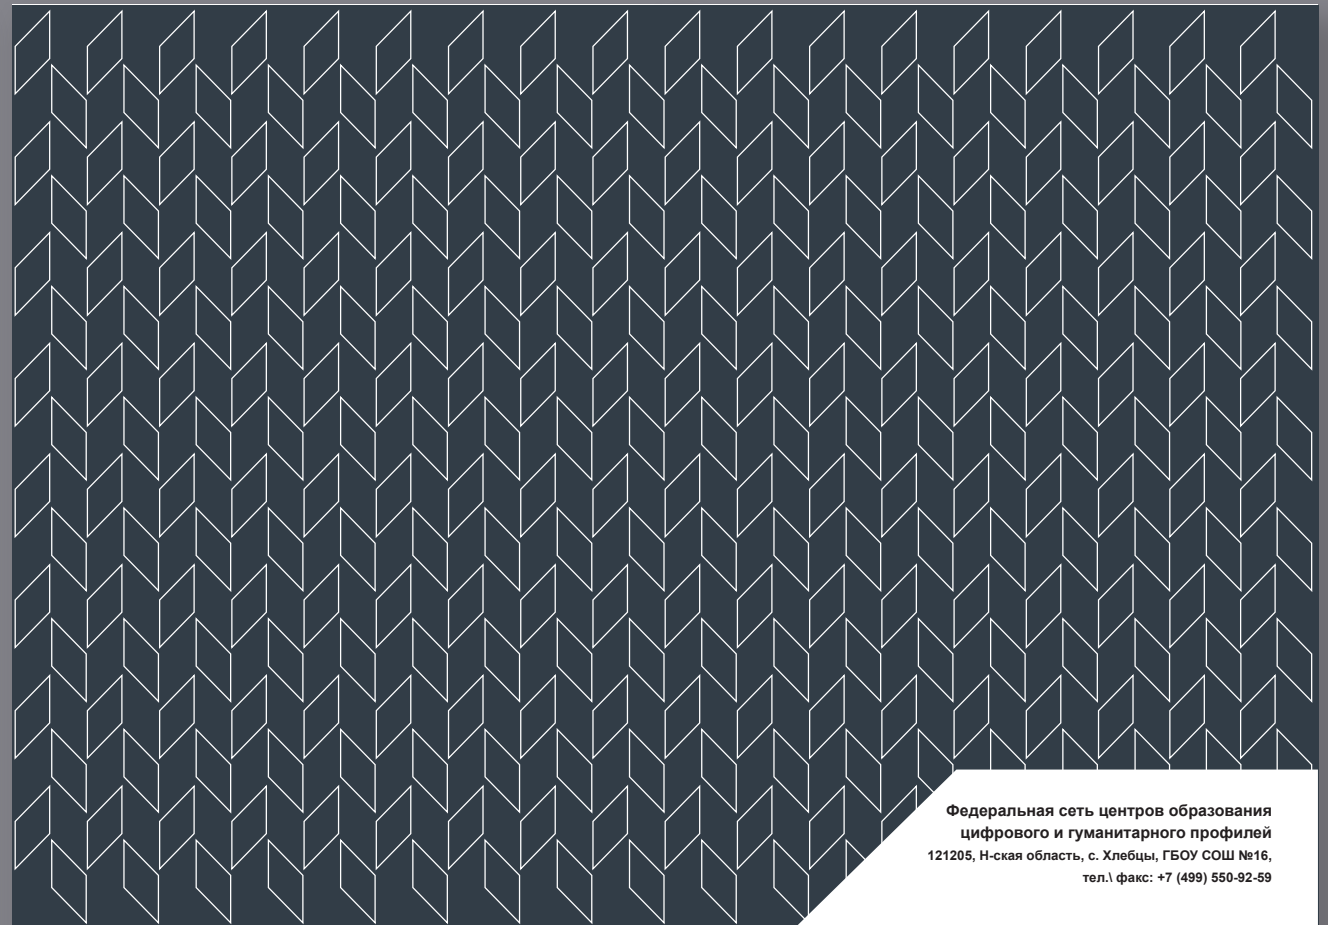 Федеральная сеть центров образования
цифрового и гуманитарного профилей
121205, Н-ская область, с. Хлебцы, ГБОУ СОШ №16,
тел.\ факс: +7 (499) 550-92-59